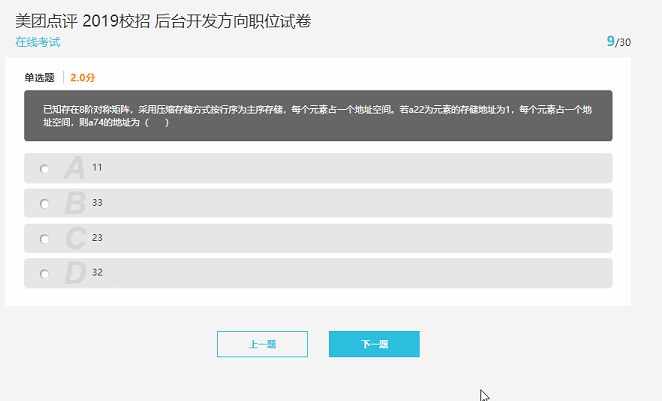 美团点评 2019校招 后台开发方向职位试卷
在线考试
9/30
单选题 2.0分
已知存在8阶对称矩阵，采用压缩存储方式按行序为主序存储，每个元素占一个地址空间。若a22为元素的存储地址为1，每个元素占一个地
址空间，则a74的地址为（ ）
A 11
B 33
C 23
D 32
上一题 下一题